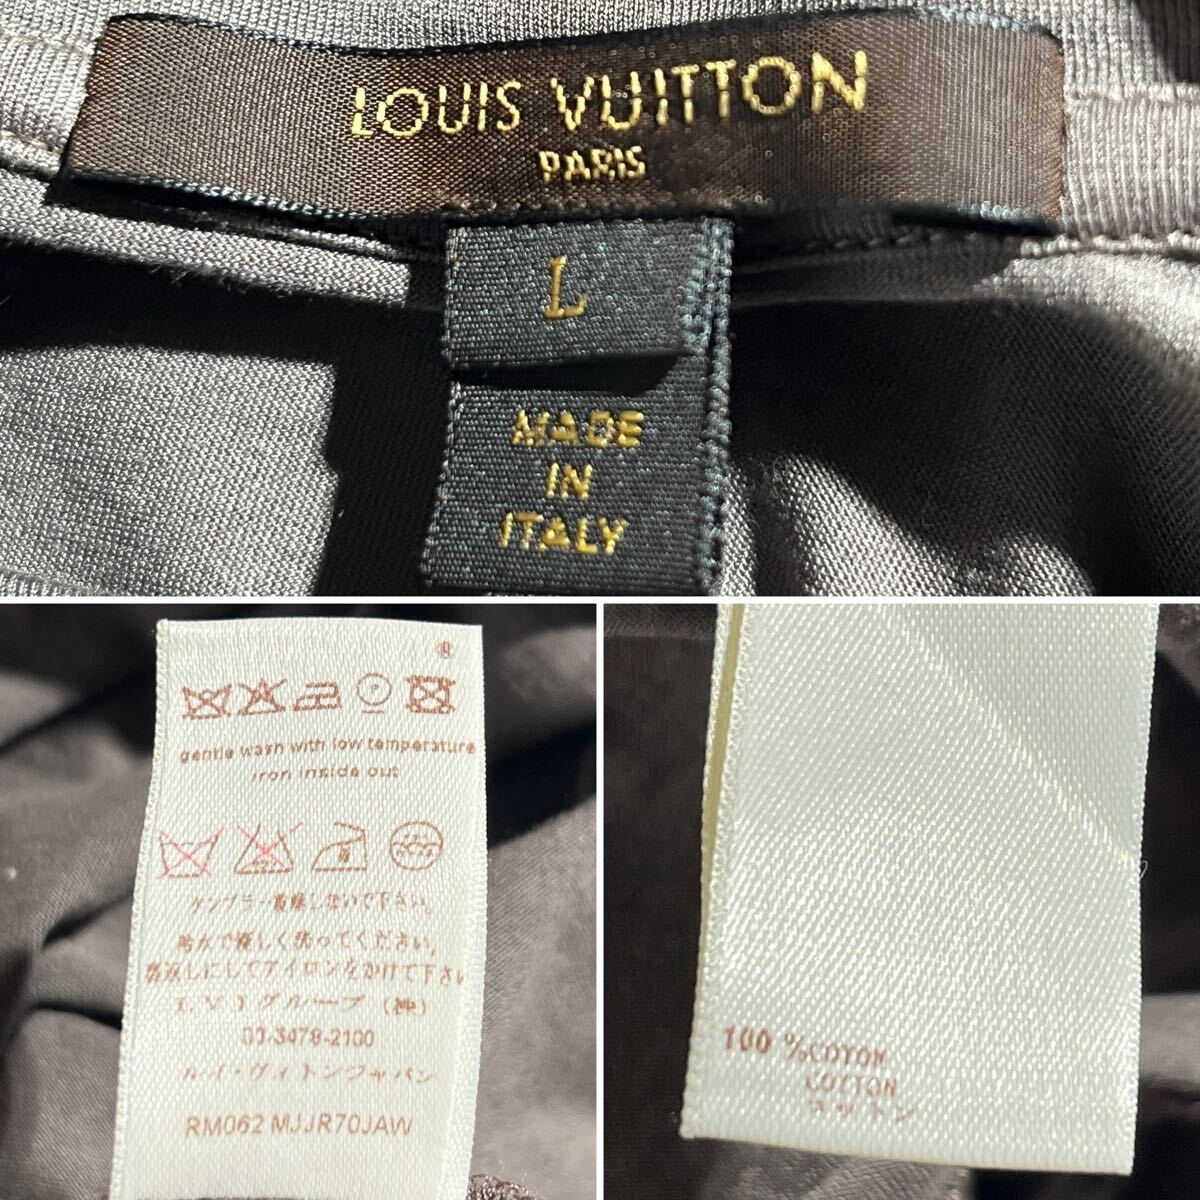 LOUIS VUITTON
PARIS
L
MADE
IN
ITALY
®
gentle wash with low temperature
iron inside out
タンブラー乾燥しないで下さい。
冷水で優しく洗ってください。
裏返しにしてアイロンをかけて下さい
LVJグループ(株)
03-3478-2100
ルイ・ヴィトンジャパン
RM062 MJJR70JAW
100 %COTON
COTTON
コットン